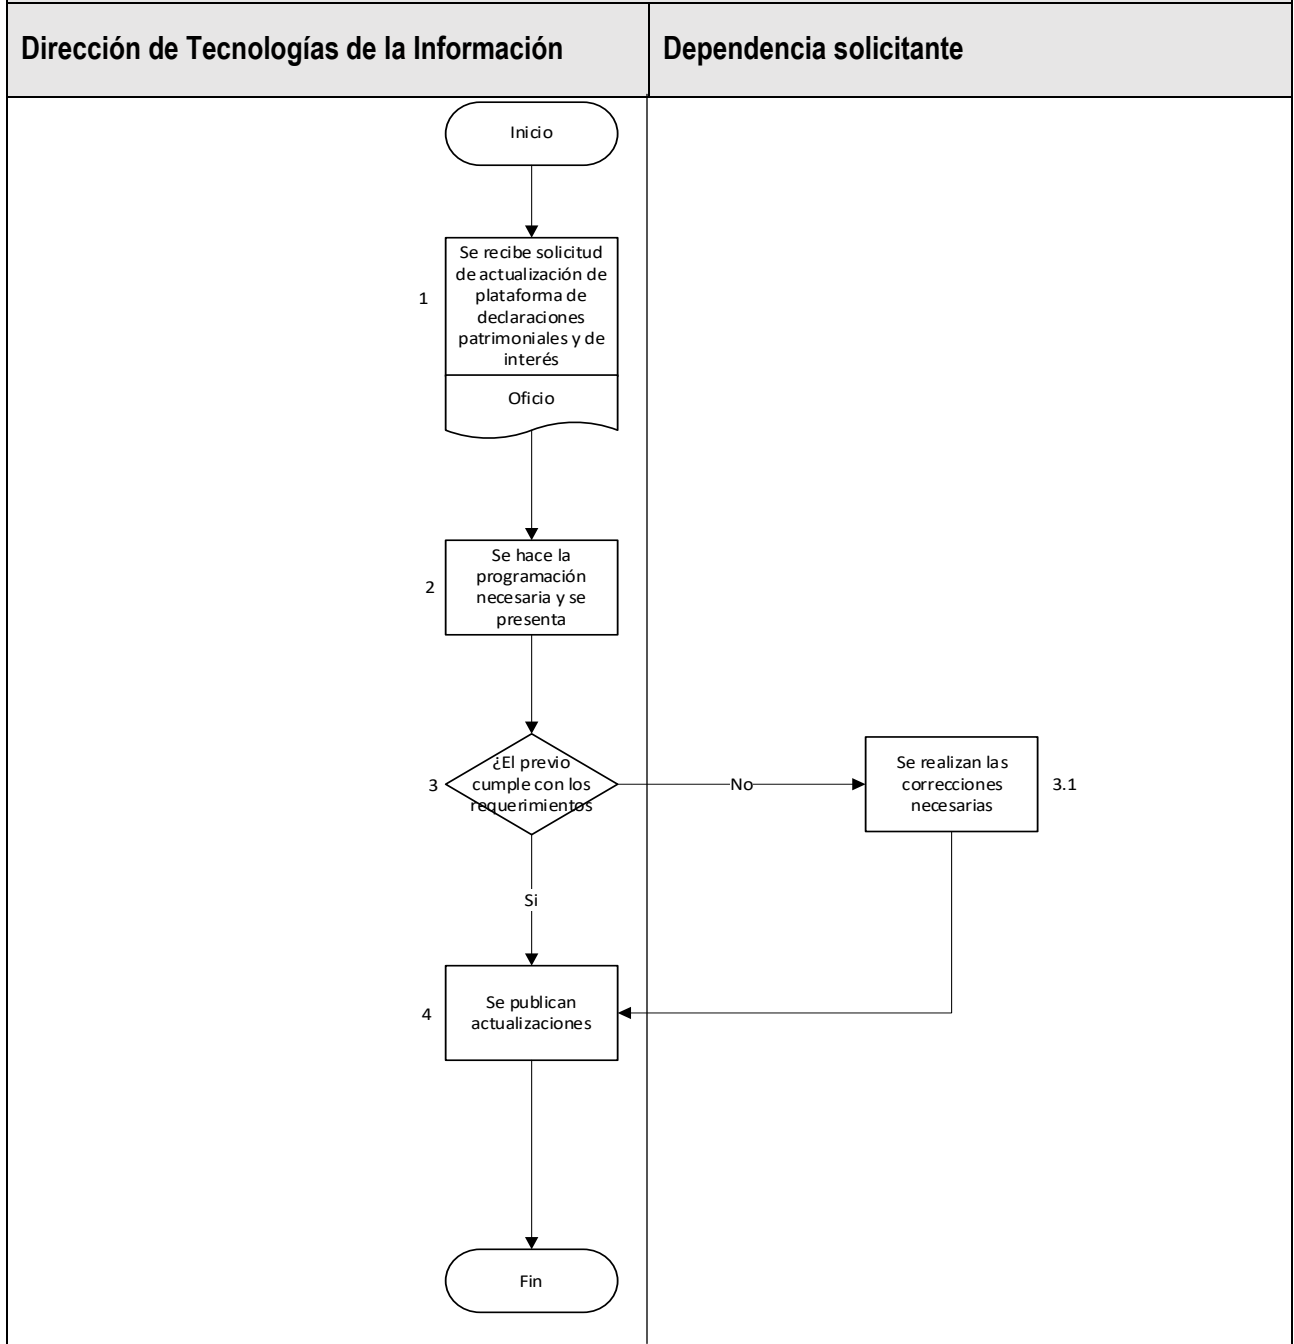 Dirección de Tecnologías de la Información
Dependencia solicitante
Inicio
1
Se recibe solicitud
de actualización de
plataforma de
declaraciones
patrimoniales y de
interés
Oficio
2
Se hace la
programación
necesaria y se
presenta
3
¿El previo
cumple con los
requerimientos
No
Se realizan las
correcciones
necesarias
3.1
Si
4
Se publican
actualizaciones
Fin